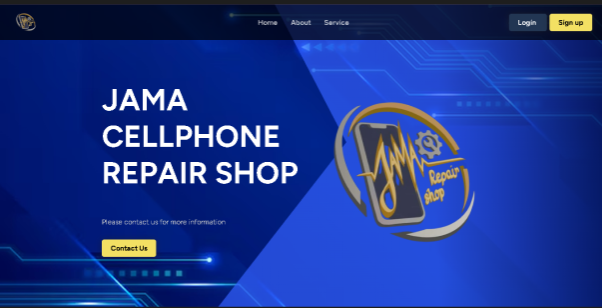 Home About Service Login Sign up
JAMA
CELLPHONE
REPAIR SHOP
JAMA
Repair
shop
Please contact us for more information
Contact Us